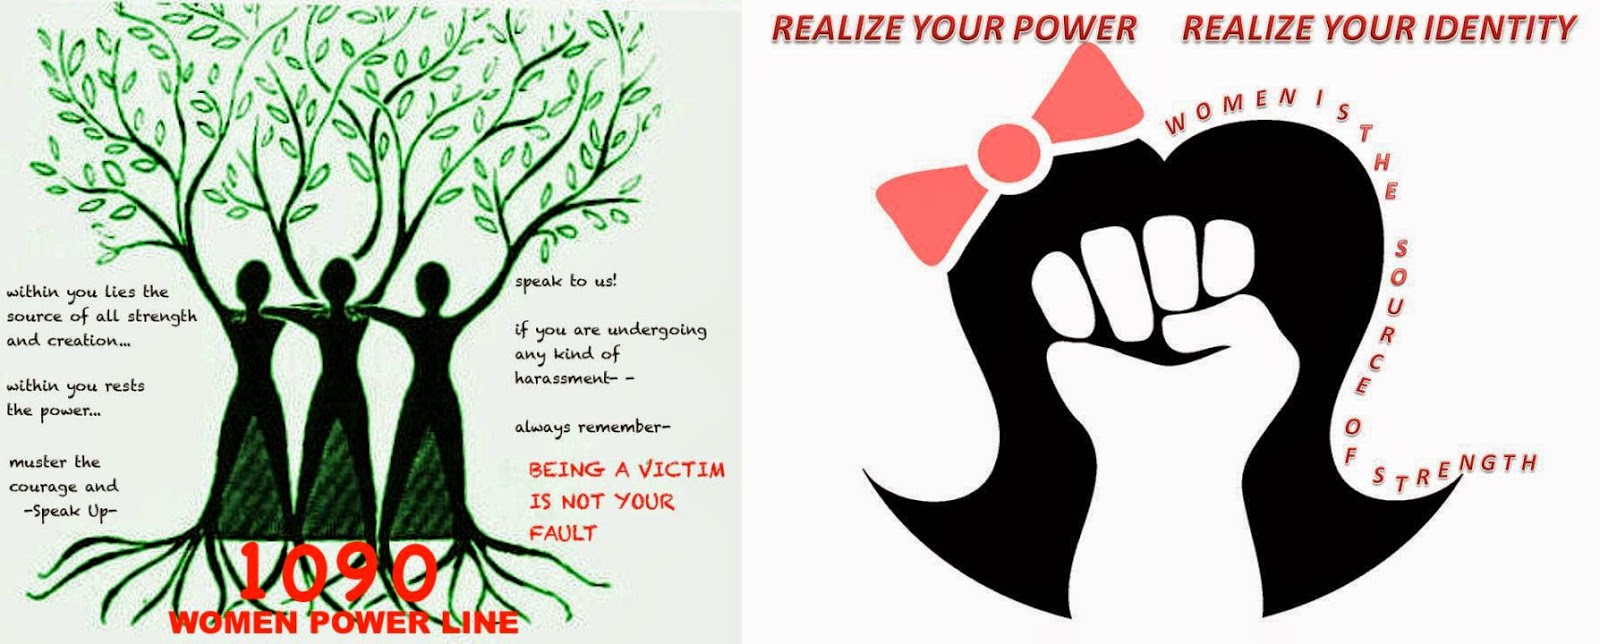 within you lies the
source of all strength
and creation...
within you rests
the power...
muster the
courage and
-Speak Up-
speak to us!
if you are undergoing
any kind of
harassment- -
always remember-
BEING A VICTIM
IS NOT YOUR
FAULT
1090
WOMEN POWER LINE
REALIZE YOUR POWER REALIZE YOUR IDENTITY
WOMEN IS THE SOURCE OF STRENGTH